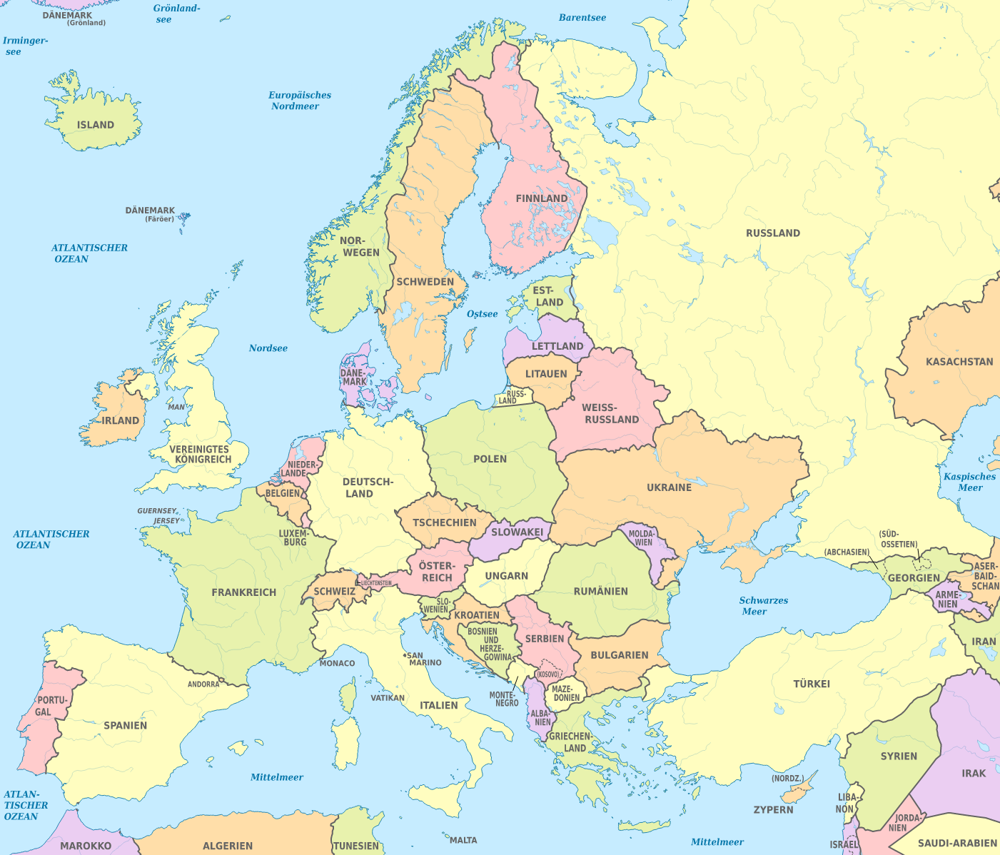 DÄNEMARK
(Grönland)
Grönland-
see
Barentsee
Irminger-
see
Europäisches
Nordmeer
ISLAND
DÄNEMARK
(Färöer)
ATLANTISCHER
OZEAN
NOR-
WEGEN
SCHWEDEN
FINNLAND
RUSSLAND
EST-
LAND
Ostsee
LETTLAND
LITAUEN
RUSS-
LAND
Nordsee
DÄNE-
MARK
KASACHSTAN
WEISS-
RUSSLAND
MAN
IRLAND
VEREINIGTES
KÖNIGREICH
NIEDER-
LANDE
BELGIEN
DEUTSCH-
LAND
POLEN
UKRAINE
Kaspisches
Meer
GUERNSEY
JERSEY
LUXEM-
BURG
TSCHECHIEN
SLOWAKEI
MOLDA-
WIEN
ATLANTISCHER
OZEAN
(SÜD-
OSSETIEN)
(ABCHASIEN)
GEORGIEN
ASER-
BAID-
SCHAN
ARME-
NIEN
FRANKREICH
SCHWEIZ
LIECHTENSTEIN
ÖSTER-
REICH
UNGARN
RUMÄNIEN
Schwarzes
Meer
SLO-
WENIEN
KROATIEN
BOSNIEN
UND
HERZE-
GOWINA
SERBIEN
(KOSOVO)
BULGARIEN
IRAN
MONACO
SAN
MARINO
ANDORRA
VATIKAN
ITALIEN
MONTE-
NEGRO
MAZE-
DONIEN
ALBA-
NIEN
GRIECHEN-
LAND
TÜRKEI
PORTU-
GAL
SPANIEN
Mittelmeer
SYRIEN
IRAK
(NORDZ.)
ZYPERN
LIBA-
NON
ATLAN-
TISCHER
OZEAN
JORDA-
NIEN
ISRAEL
SAUDI-ARABIEN
MAROKKO
ALGERIEN
TUNESIEN
MALTA
Mittelmeer